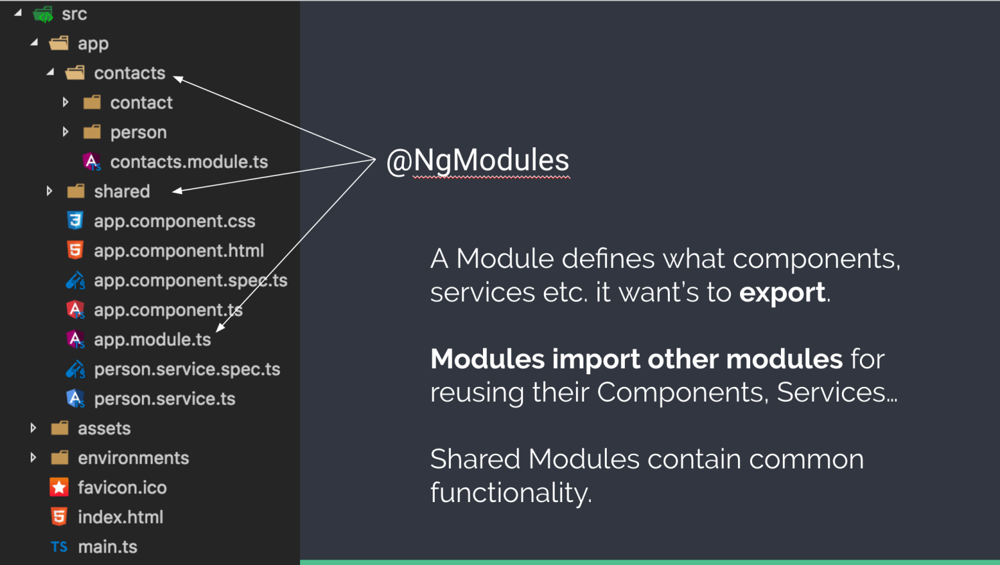 src
app
contacts
contact
person
contacts.module.ts
shared
app.component.css
app.component.html
app.component.spec.ts
app.component.ts
app.module.ts
person.service.spec.ts
person.service.ts
assets
environments
favicon.ico
index.html
TS main.ts
@NgModules
A Module defines what components,
services etc. it want's to export.
Modules import other modules for
reusing their Components, Services…
Shared Modules contain common
functionality.